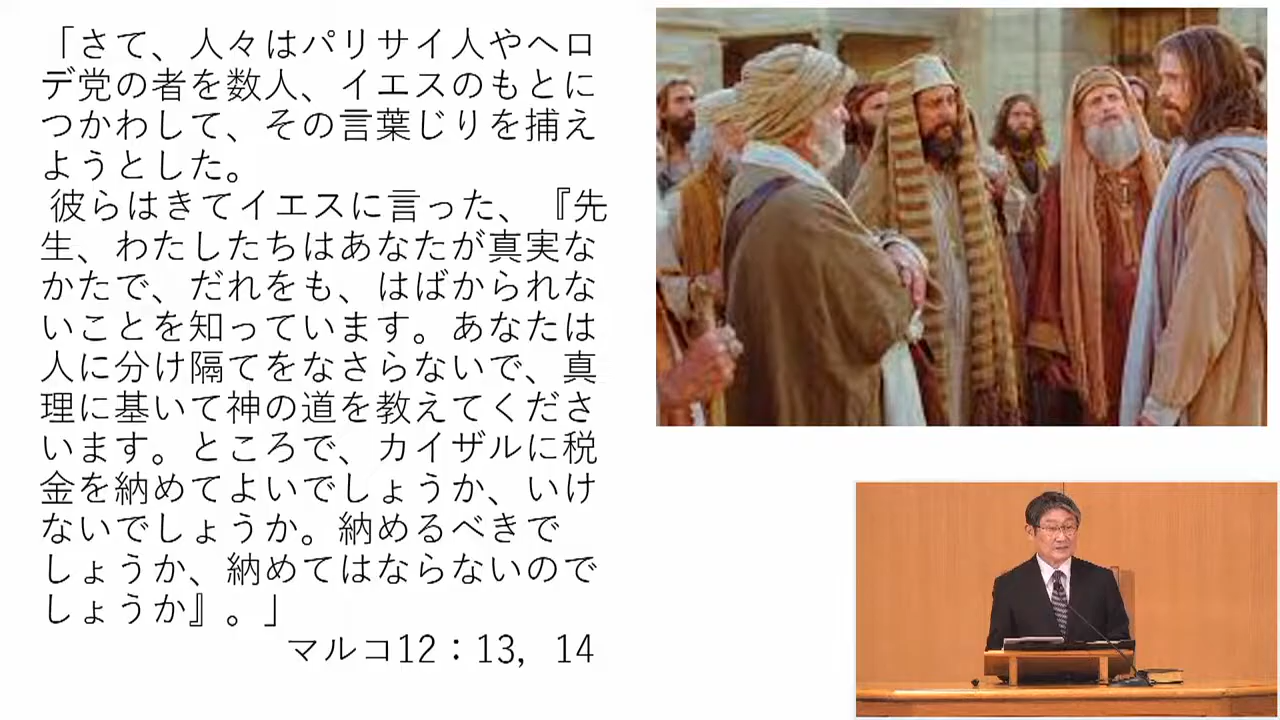 「さて、人々はパリサイ人やヘロ
デ党の者を数人、イエスのもとに
つかわして、その言葉じりを捕え
ようとした。
彼らはきてイエスに言った、『先
生、わたしたちはあなたが真実な
かたで、だれをも、はばかられな
いことを知っています。あなたは
人に分け隔てをなさらないで、真
理に基いて神の道を教えてくださ
います。ところで、カイザルに税
金を納めてよいでしょうか、いけ
ないでしょうか。納めるべきで
しょうか、納めてはならないので
しょうか』。」
マルコ12：13，14